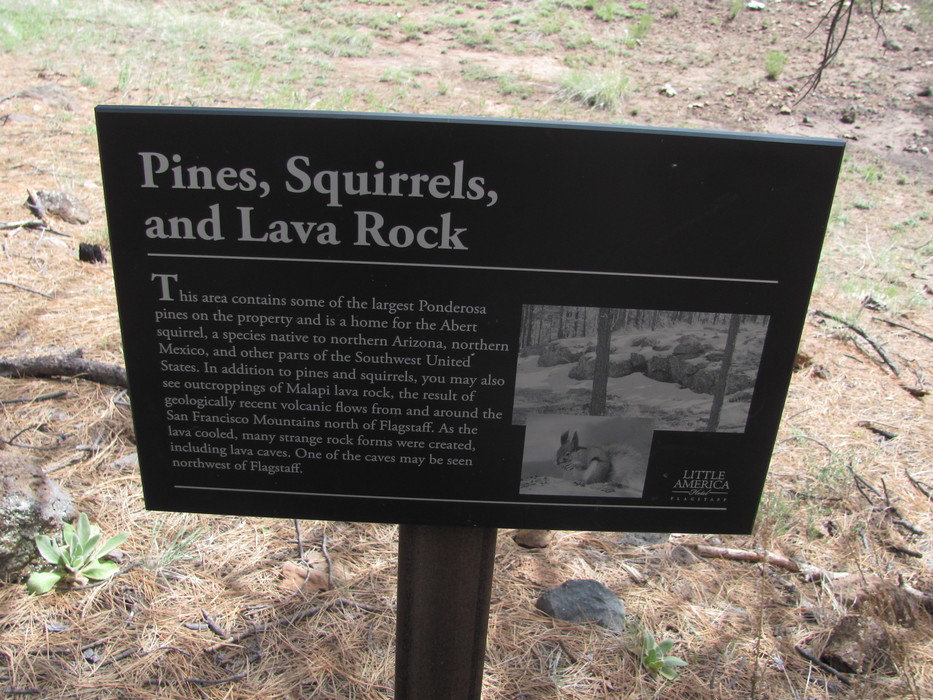 Pines, Squirrels,
and Lava Rock
This area contains some of the largest Ponderosa
pines on the property and is a home for the Abert
squirrel, a species native to northern Arizona, northern
Mexico, and other parts of the Southwest United
States. In addition to pines and squirrels, you may also
see outcroppings of Malapi lava rock, the result of
geologically recent volcanic flows from and around the
San Francisco Mountains north of Flagstaff. As the
lava cooled, many strange rock forms were created,
including lava caves. One of the caves may be seen
northwest of Flagstaff.
LITTLE
AMERICA
Hotel
FLAGSTAFF